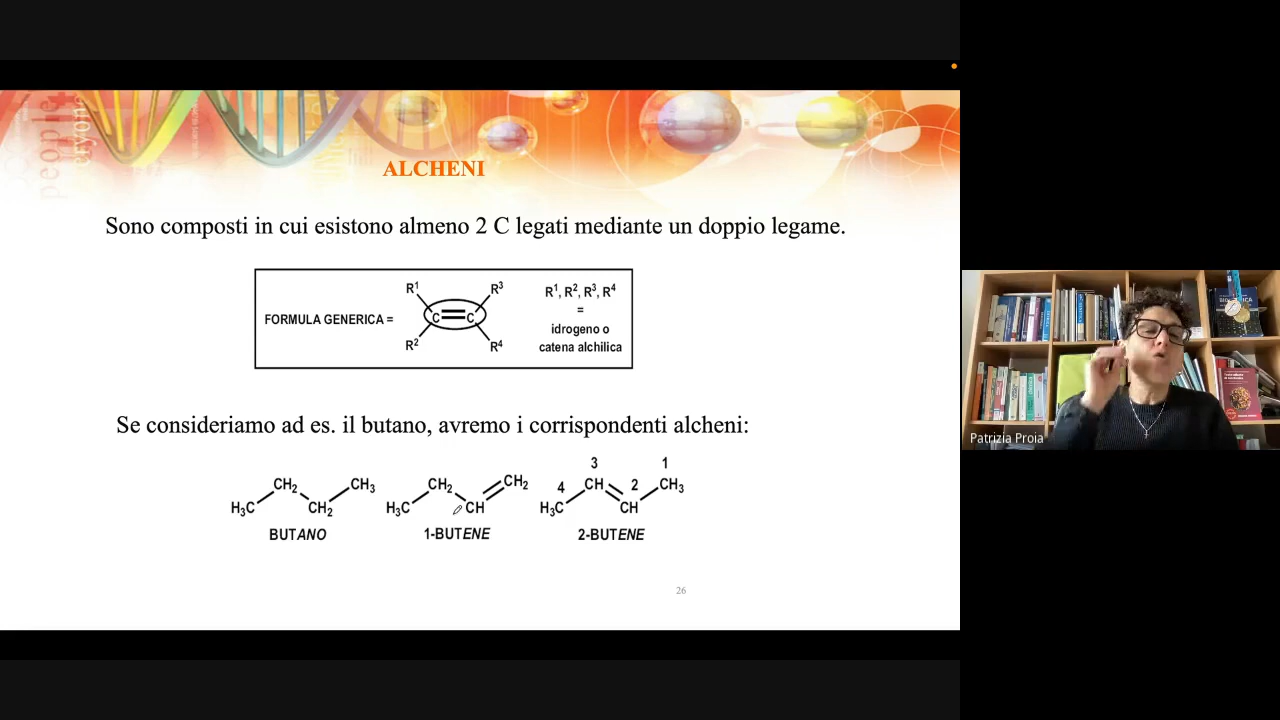 people
eryon
ALCHENI
Sono composti in cui esistono almeno 2 C legati mediante un doppio legame.
R¹ R³ R¹, R², R³, R⁴
FORMULA GENERICA = C C =
idrogeno o
R² R⁴ catena alchilica
Se consideriamo ad es. il butano, avremo i corrispondenti alcheni:
3 1
CH₂ CH₃ CH₂ CH₂ 4 CH 2 CH₃
H₃C CH₂ H₃C CH H₃C CH
BUTANO 1-BUTENE 2-BUTENE
26
Patrizia Proia